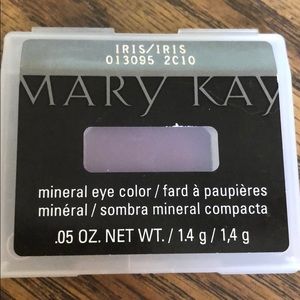 IRIS/IRIS
013095 2C10
MARY KAY
mineral eye color / fard à paupières
minéral / sombra mineral compacta
.05 OZ. NET WT. / 1.4 g / 1,4 g